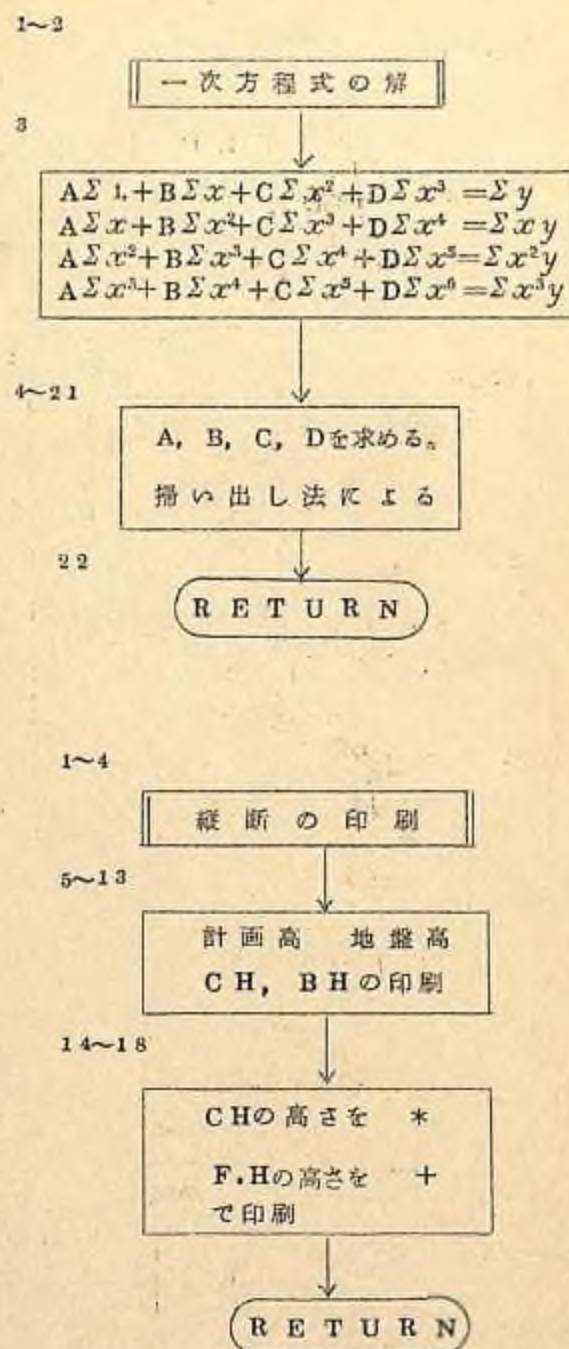 1~2
一次方程式の解
3
AΣ1.+BΣx+CΣx²+DΣx³=Σy
AΣx+BΣx²+CΣx³+DΣx⁴=Σxy
AΣx²+BΣx³+CΣx⁴+DΣx⁵=Σx²y
AΣx³+BΣx⁴+CΣx⁵+DΣx⁶=Σx³y
4~21
A, B, C, Dを求める。
掃い出し法による
22
RETURN
1~4
縦断の印刷
5~13
計画高 地盤高
CH, BHの印刷
14~18
CHの高さを *
F.Hの高さを +
で印刷
RETURN